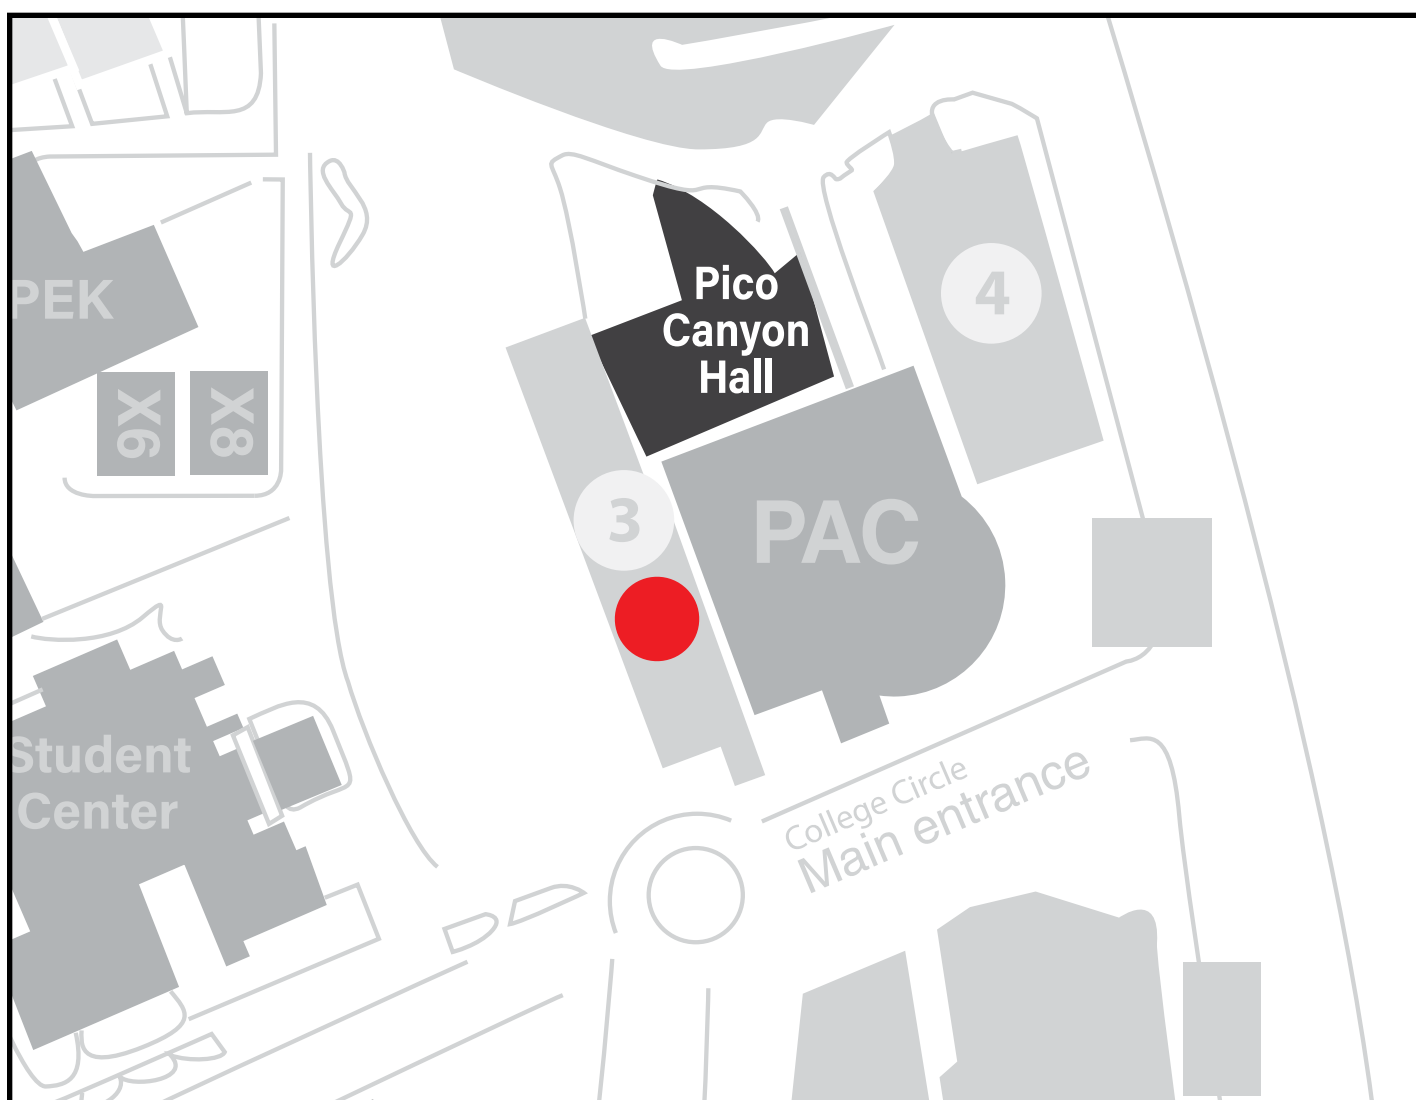 Pico
Canyon
Hall
4
PEK
X9
X8
3
PAC
Student
Center
College Circle
Main entrance